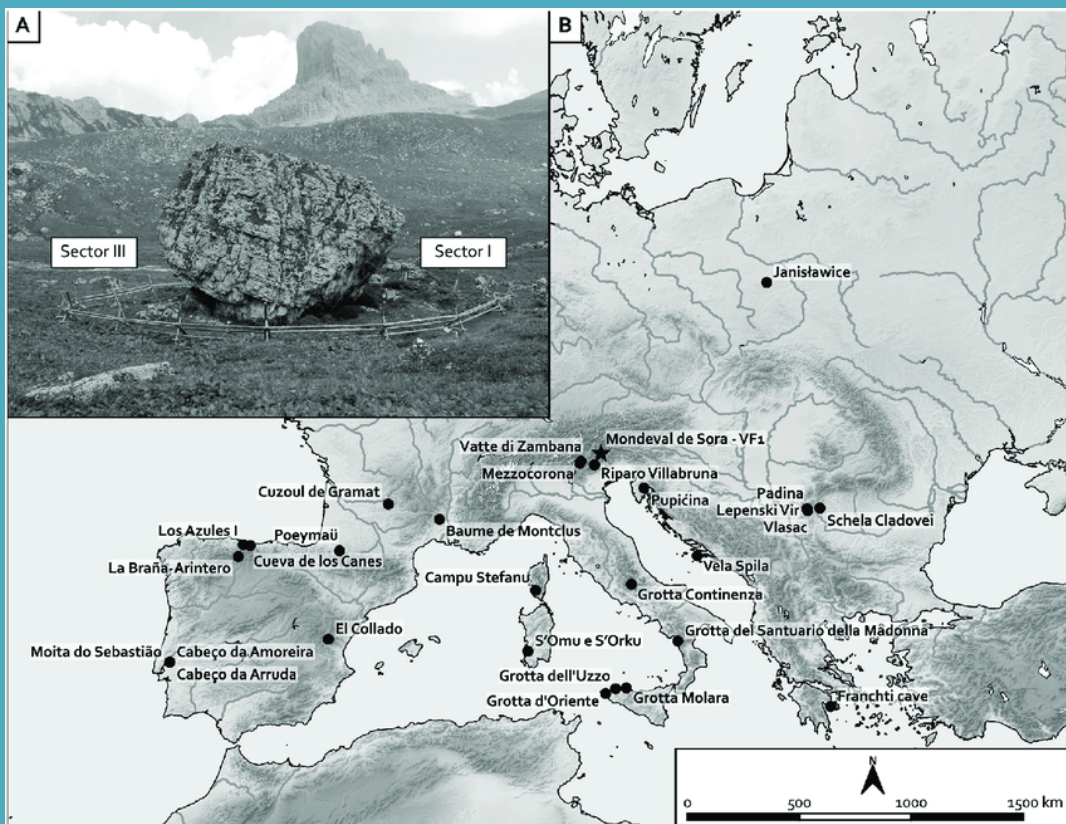 A
B
Sector III
Sector I
Janisławice
Mondeval de Sora - VF1
Vatte di Zambana
Mezzocorona
Riparo Villabruna
Cuzoul de Gramat
Pupićina
Padina
Lepenski Vir
Vlasac
Schela Cladovei
Los Azules I
Poeymaü
Baume de Montclus
La Braña-Arintero
Cueva de los Canes
Vela Spila
Campu Stefanu
Grotta Continenza
El Collado
S'Omu e S'Orku
Grotta del Santuario della Madonna
Moita do Sebastião
Cabeço da Amoreira
Cabeço da Arruda
Grotta dell'Uzzo
Grotta d'Oriente
Grotta Molara
Franchti cave
N
0 500 1000 1500 km